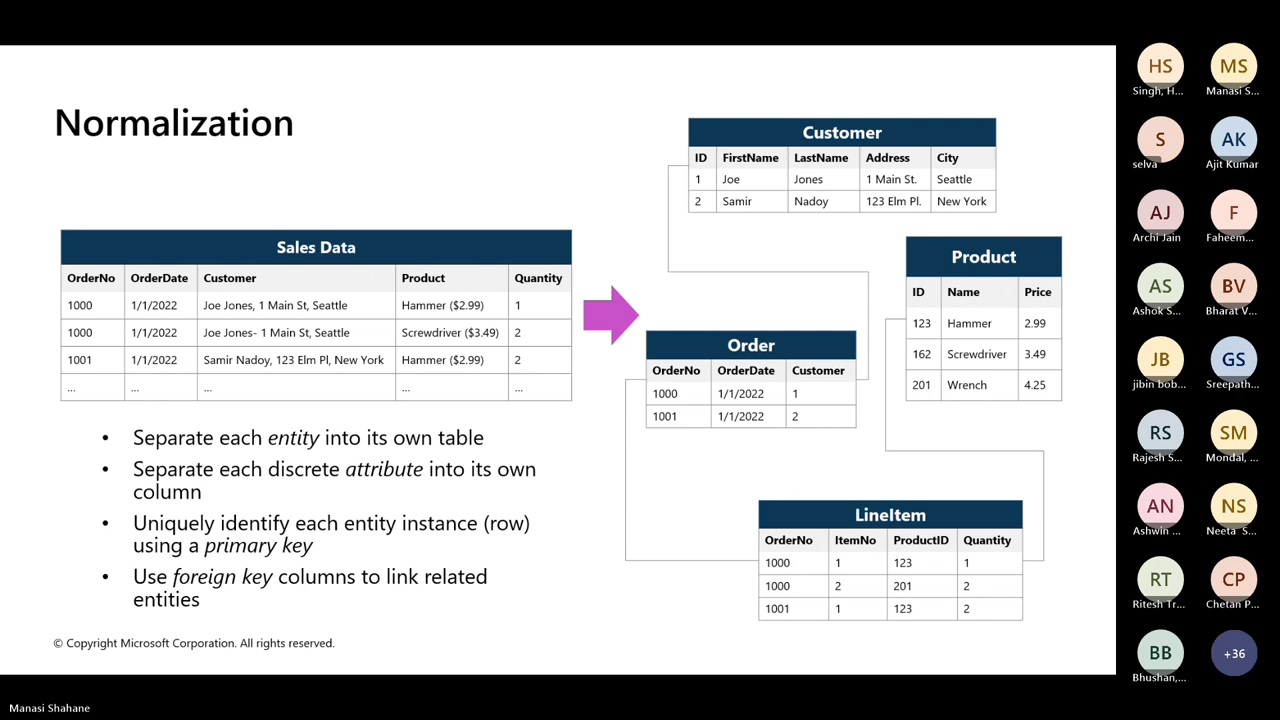 Normalization
Sales Data
OrderNo OrderDate Customer Product Quantity
1000 1/1/2022 Joe Jones, 1 Main St, Seattle Hammer ($2.99) 1
1000 1/1/2022 Joe Jones- 1 Main St, Seattle Screwdriver ($3.49) 2
1001 1/1/2022 Samir Nadoy, 123 Elm Pl, New York Hammer ($2.99) 2
... ... ... ... ...
• Separate each entity into its own table
• Separate each discrete attribute into its own
column
• Uniquely identify each entity instance (row)
using a primary key
• Use foreign key columns to link related
entities
© Copyright Microsoft Corporation. All rights reserved.
Customer
ID FirstName LastName Address City
1 Joe Jones 1 Main St. Seattle
2 Samir Nadoy 123 Elm Pl. New York
Product
ID Name Price
123 Hammer 2.99
162 Screwdriver 3.49
201 Wrench 4.25
Order
OrderNo OrderDate Customer
1000 1/1/2022 1
1001 1/1/2022 2
LineItem
OrderNo ItemNo ProductID Quantity
1000 1 123 1
1000 2 201 2
1001 1 123 2
HS MS
Singh, H... Manasi S...
S AK
selva Ajit Kumar
AJ F
Archi Jain Faheem...
AS BV
Ashok S... Bharat V...
JB GS
jibin bob... Sreepath...
RS SM
Rajesh S... Mondal, ...
AN NS
Ashwin ... Neeta S...
RT CP
Ritesh Tr... Chetan P...
BB +36
Bhushan,...
Manasi Shahane